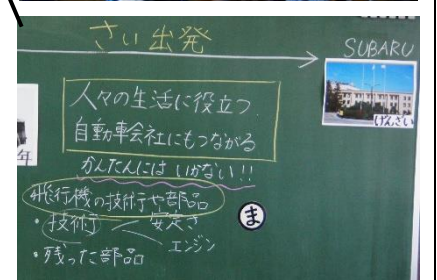 さい出発
SUBARU
げんざい
年
人々の生活に役立つ
自動車会社にもつながる
かんたんにはいかない!!
飛行機の技術や部品
・技術 安定さ
エンジン
・残った部品
ま